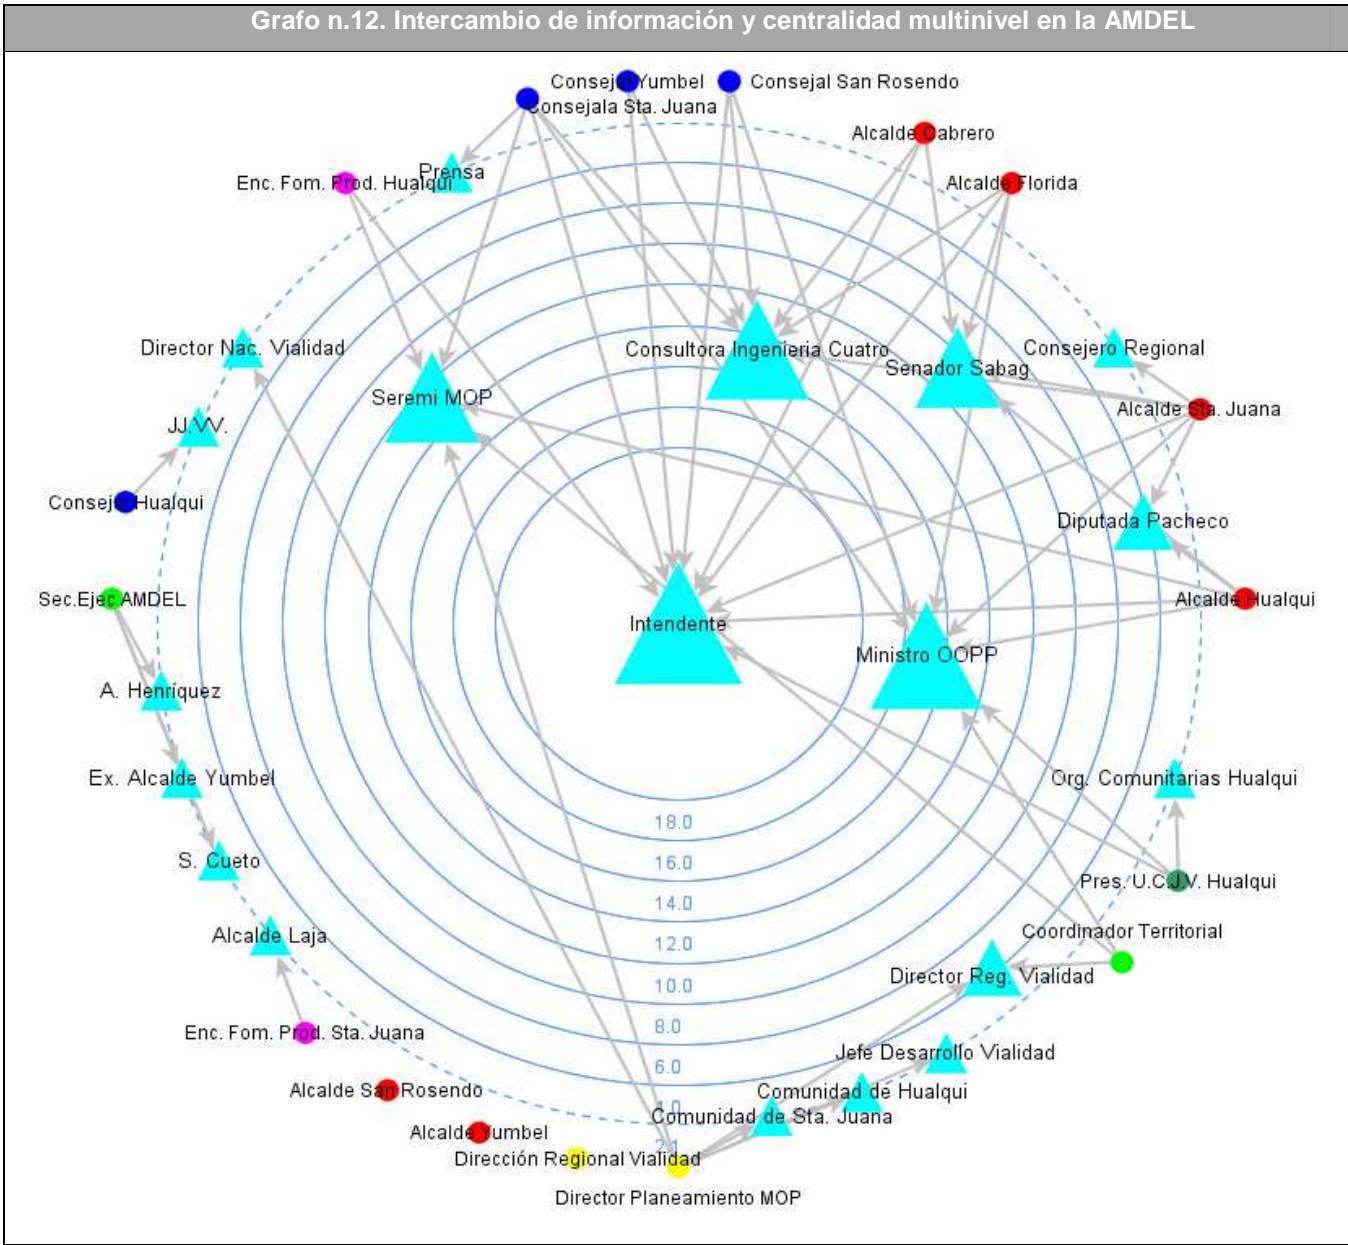 Grafo n.12. Intercambio de información y centralidad multinivel en la AMDEL
Consejal Yumbel
Consejal San Rosendo
Consejala Sta. Juana
Alcalde Cabrero
Prensa
Enc. Fom. Prod. Hualqui
Alcalde Florida
Director Nac. Vialidad
Consultora Ingenieria Cuatro
Consejero Regional
Senador Sabag
Seremi MOP
Alcalde Sta. Juana
JJ.VV.
Consejal Hualqui
Diputada Pacheco
Sec.Ejec AMDEL
Alcalde Hualqui
Intendente
Ministro OOPP
A. Henríquez
Ex. Alcalde Yumbel
Org. Comunitarias Hualqui
18.0
16.0
S. Cueto
Pres. U.C.J.V. Hualqui
14.0
Coordinador Territorial
Alcalde Laja
12.0
Director Reg. Vialidad
10.0
8.0
Enc. Fom. Prod. Sta. Juana
Jefe Desarrollo Vialidad
6.0
Alcalde San Rosendo
Comunidad de Hualqui
4.0
Comunidad de Sta. Juana
Alcalde Yumbel
2.1
Dirección Regional Vialidad
Director Planeamiento MOP